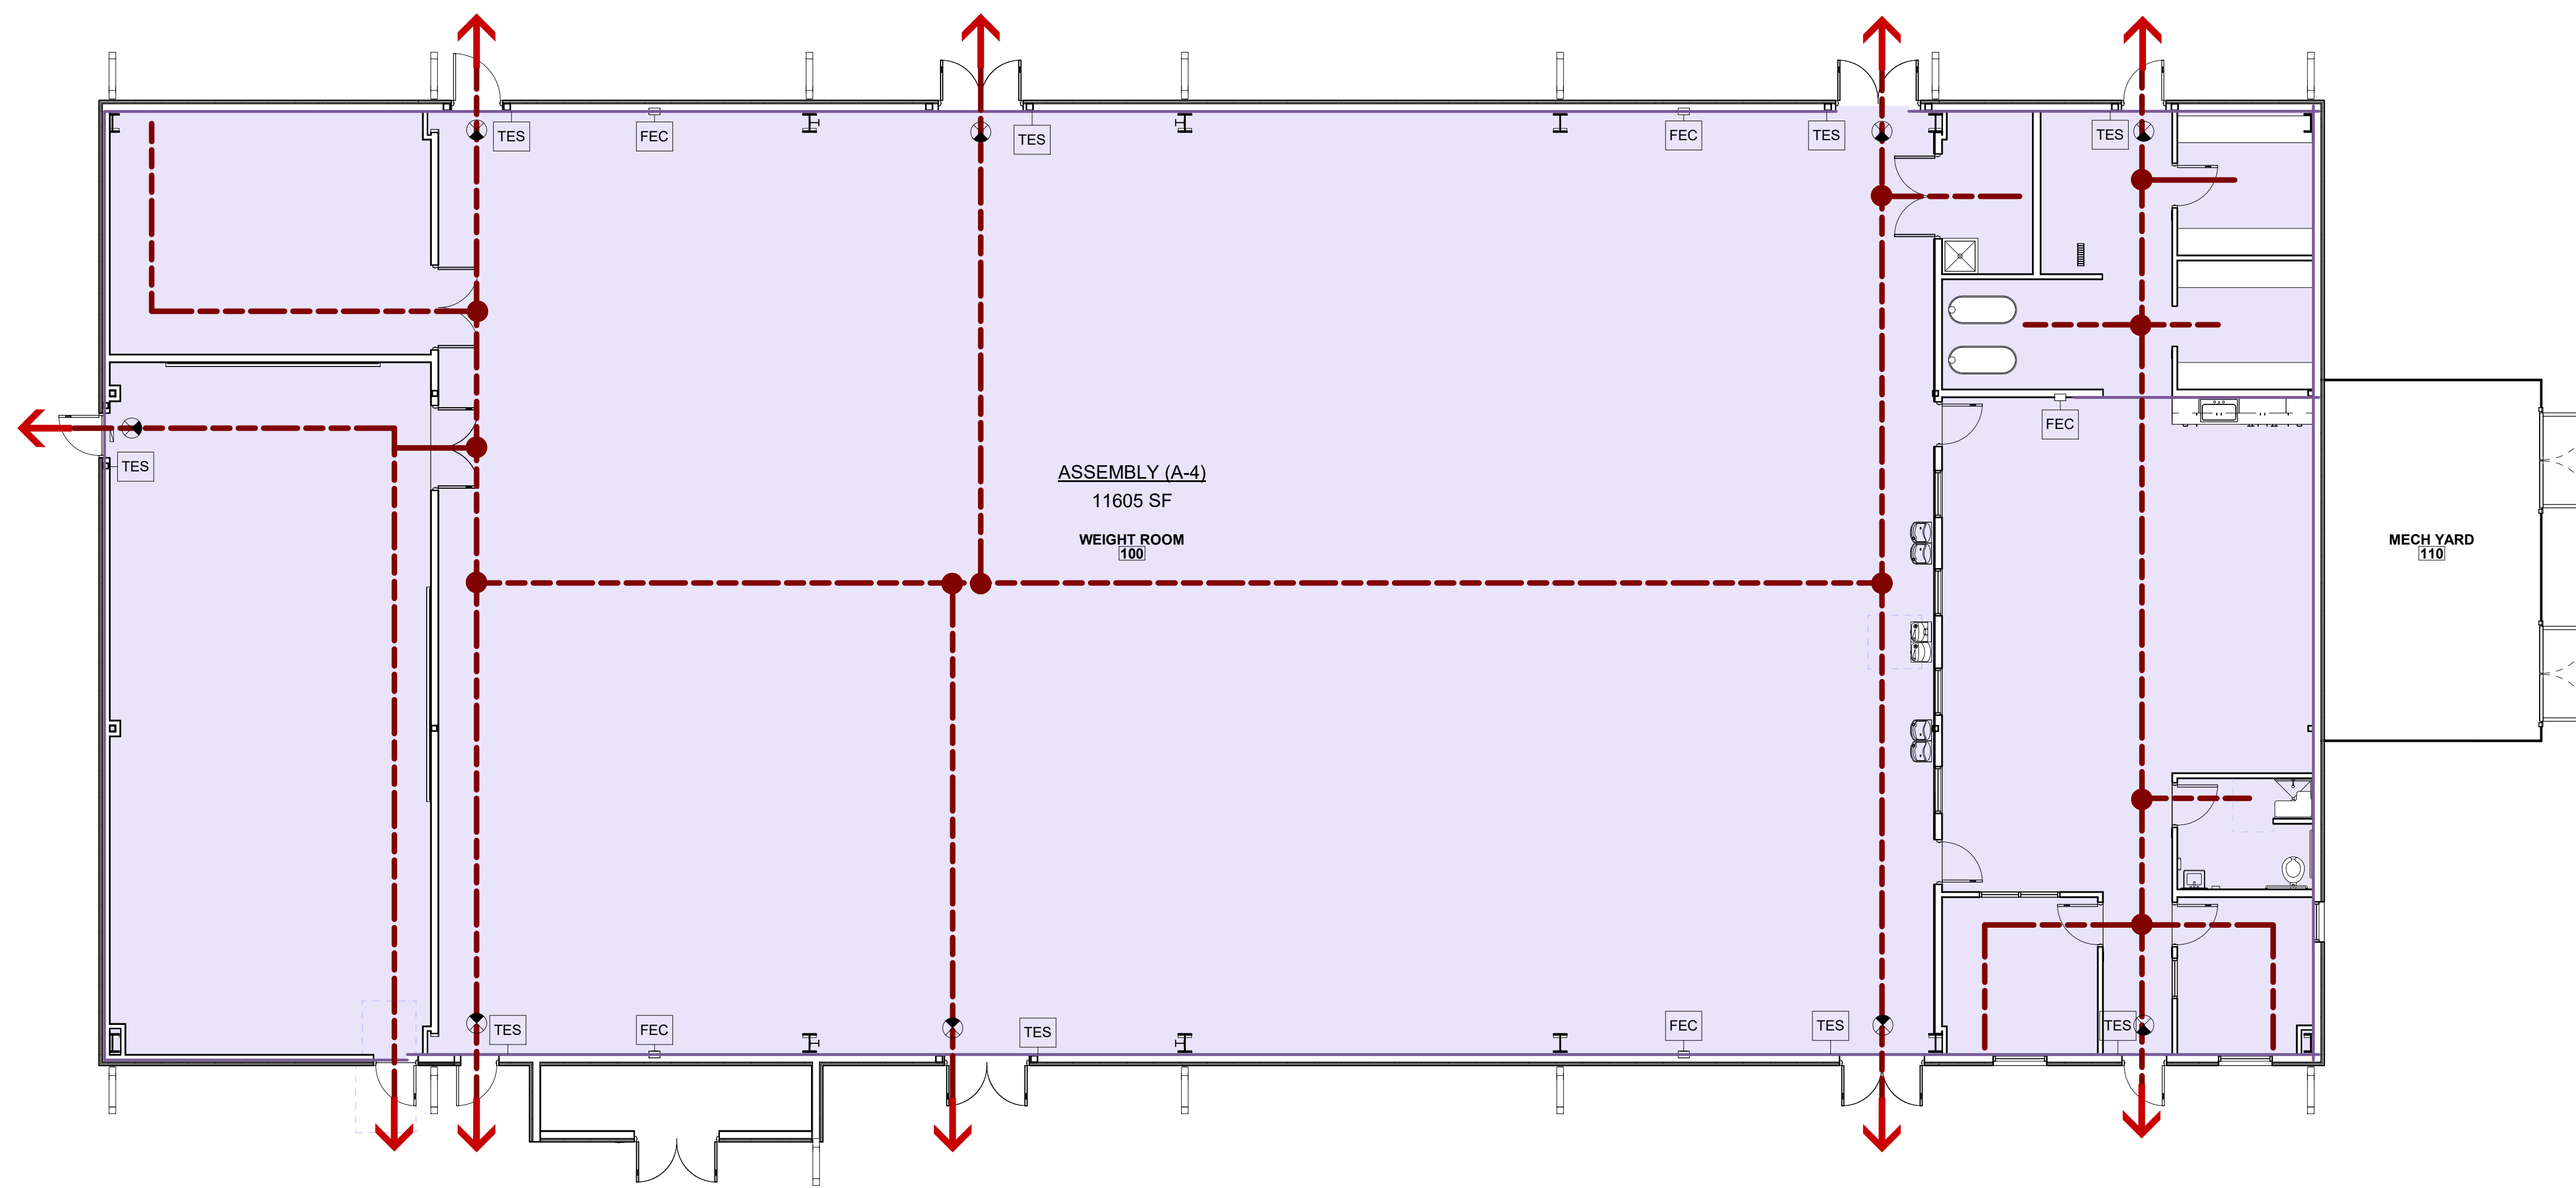 TES
FEC
TES
FEC
TES
TES
FEC
TES
ASSEMBLY (A-4)
11605 SF
WEIGHT ROOM
100
MECH YARD
110
TES
FEC
TES
FEC
TES
TES